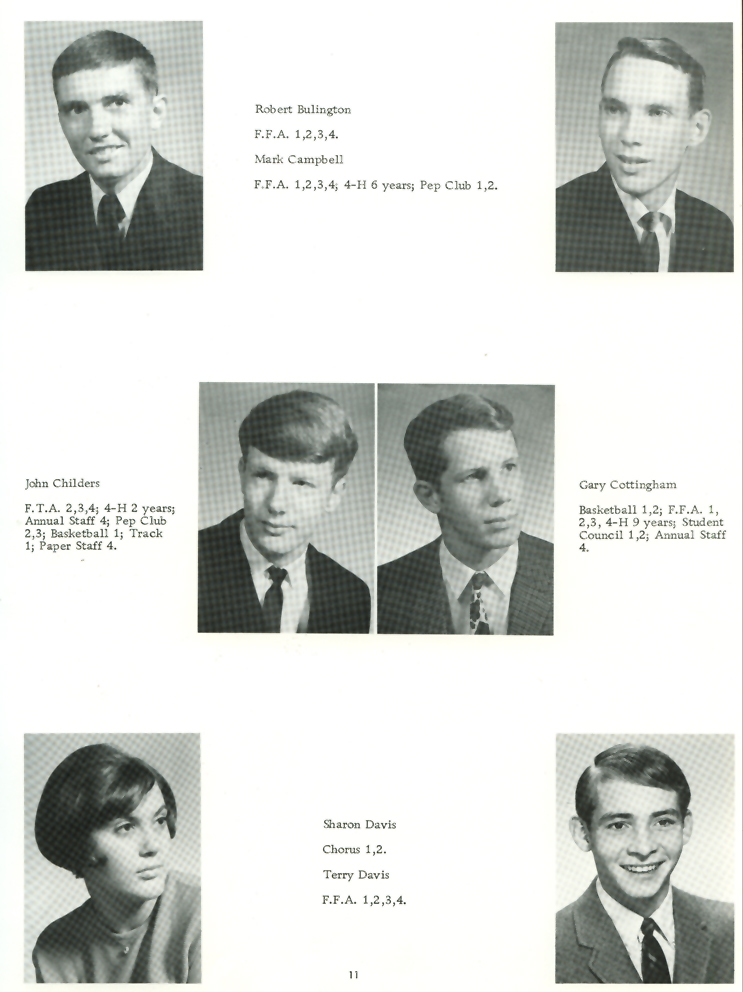 Robert Bulington
F.F.A. 1,2,3,4.
Mark Campbell
F.F.A. 1,2,3,4; 4-H 6 years; Pep Club 1,2.
John Childers
F.T.A. 2,3,4; 4-H 2 years;
Annual Staff 4; Pep Club
2,3; Basketball 1; Track
1; Paper Staff 4.
Gary Cottingham
Basketball 1,2; F.F.A. 1,
2,3, 4-H 9 years; Student
Council 1,2; Annual Staff
4.
Sharon Davis
Chorus 1,2.
Terry Davis
F.F.A. 1,2,3,4.
11